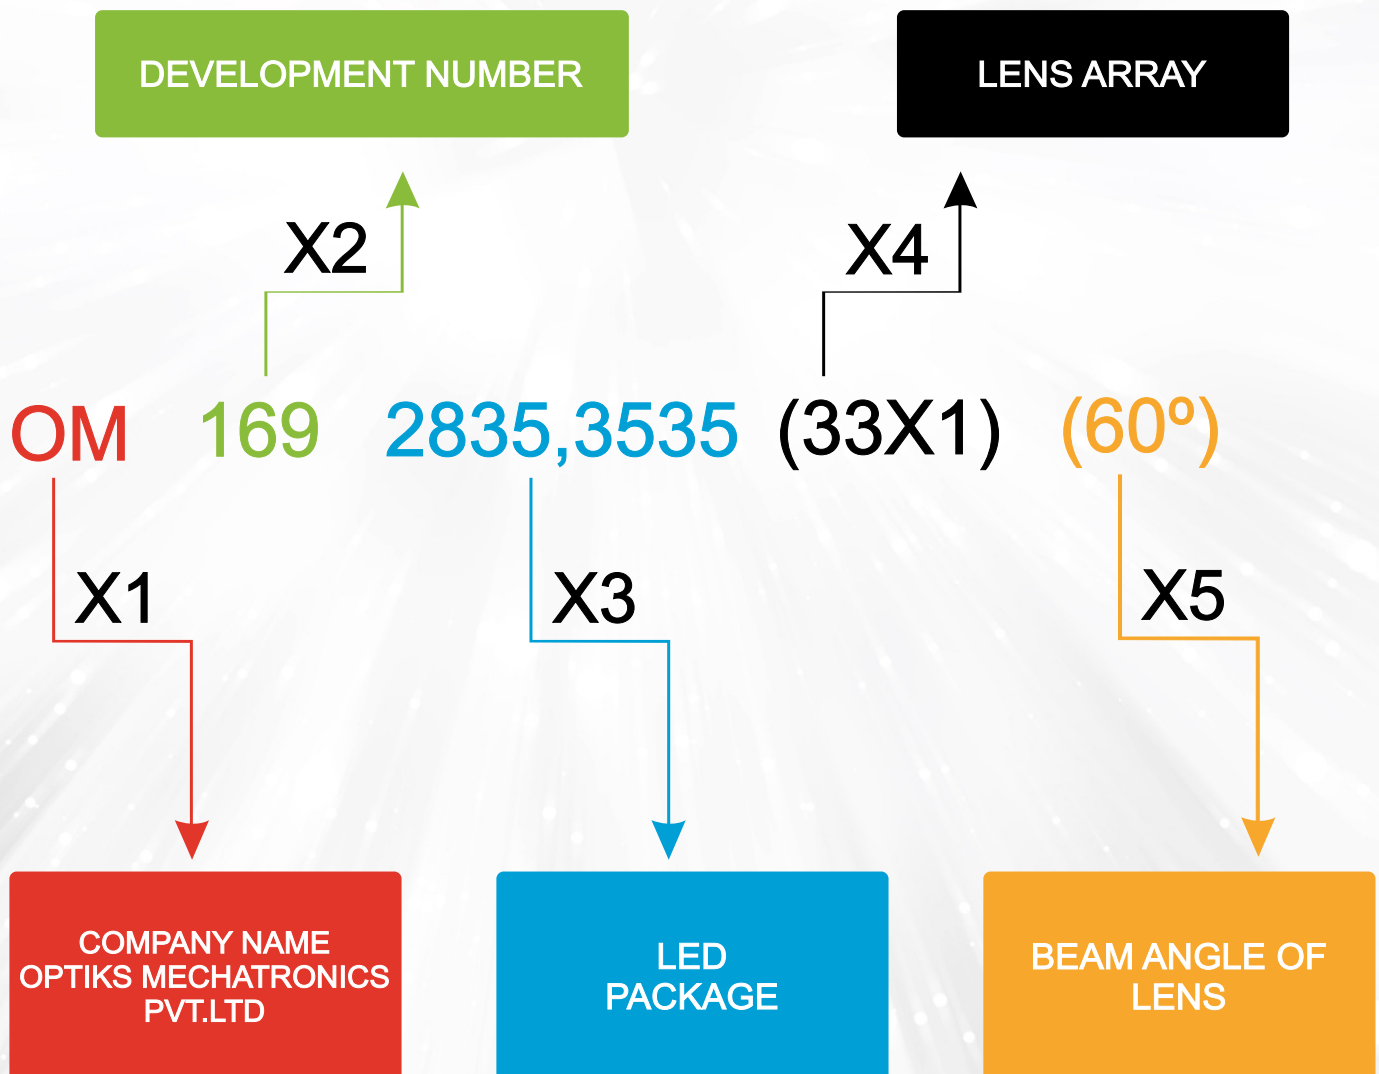 DEVELOPMENT NUMBER
LENS ARRAY
X2
X4
OM 169 2835,3535 (33X1) (60º)
X1
X3
X5
COMPANY NAME
OPTIKS MECHATRONICS
PVT.LTD
LED
PACKAGE
BEAM ANGLE OF
LENS